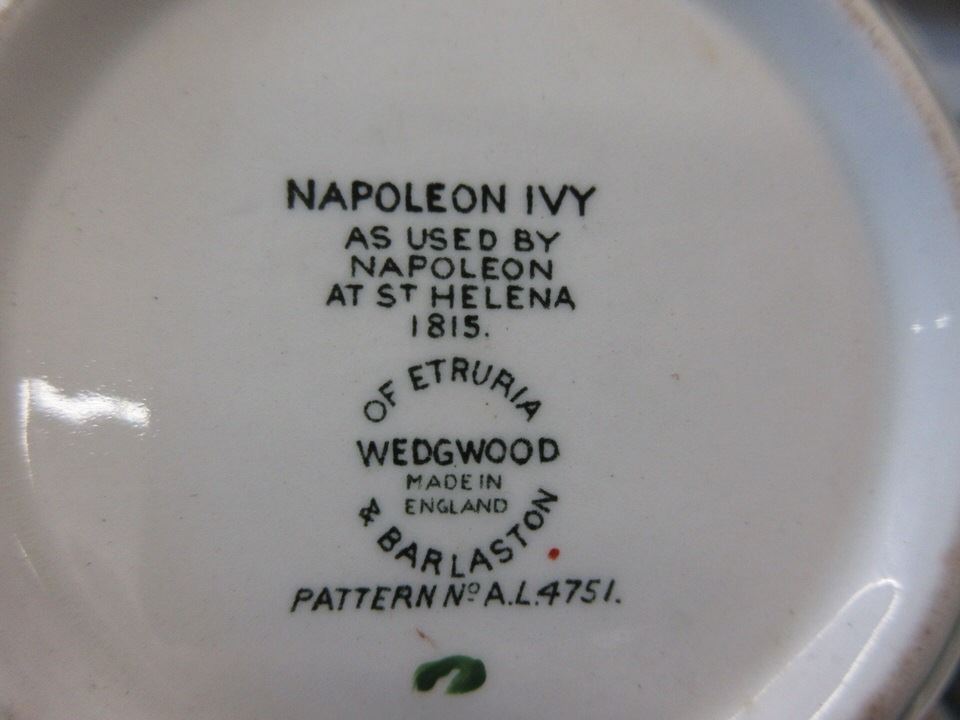 NAPOLEON IVY
AS USED BY
NAPOLEON
AT ST HELENA
1815.
OF ETRURIA
WEDGWOOD
MADE IN
ENGLAND
& BARLASTON
PATTERN Nº A.L.4751.